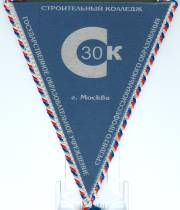 СТРОИТЕЛЬНЫЙ КОЛЛЕДЖ
ГОСУДАРСТВЕННОЕ ОБРАЗОВАТЕЛЬНОЕ УЧРЕЖДЕНИЕ
СРЕДНЕГО ПРОФЕССИОНАЛЬНОГО ОБРАЗОВАНИЯ
С 30 К
г. Москва